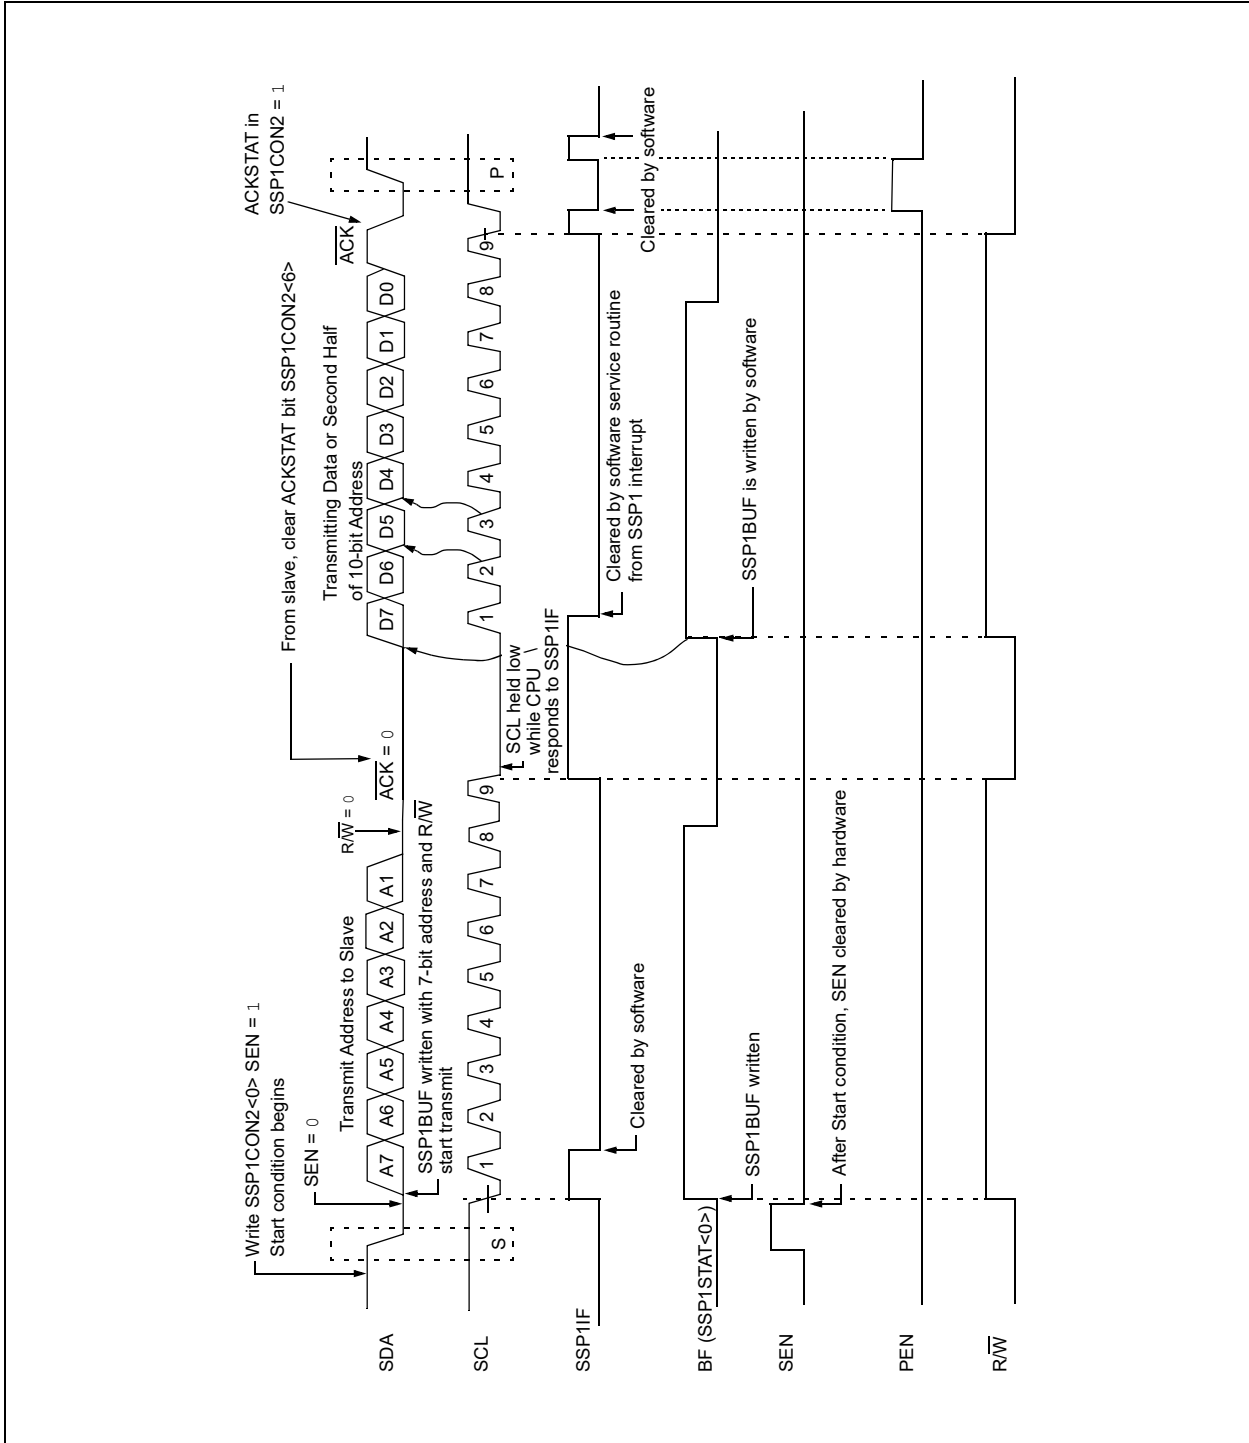 Write SSP1CON2<0> SEN = 1
Start condition begins
SEN = 0
Transmit Address to Slave
R/W = 0
From slave, clear ACKSTAT bit SSP1CON2<6>
ACK = 0
Transmitting Data or Second Half
of 10-bit Address
ACKSTAT in
SSP1CON2 = 1
ACK
SDA
A7 A6 A5 A4 A3 A2 A1
D7 D6 D5 D4 D3 D2 D1 D0
SSP1BUF written with 7-bit address and R/W
start transmit
SCL
S
1 2 3 4 5 6 7 8 9
1 2 3 4 5 6 7 8 9
P
SCL held low
while CPU
responds to SSP1IF
SSP1IF
Cleared by software
Cleared by software service routine
from SSP1 interrupt
Cleared by software
BF (SSP1STAT<0>)
SSP1BUF written
SSP1BUF is written by software
SEN
After Start condition, SEN cleared by hardware
PEN
R/W